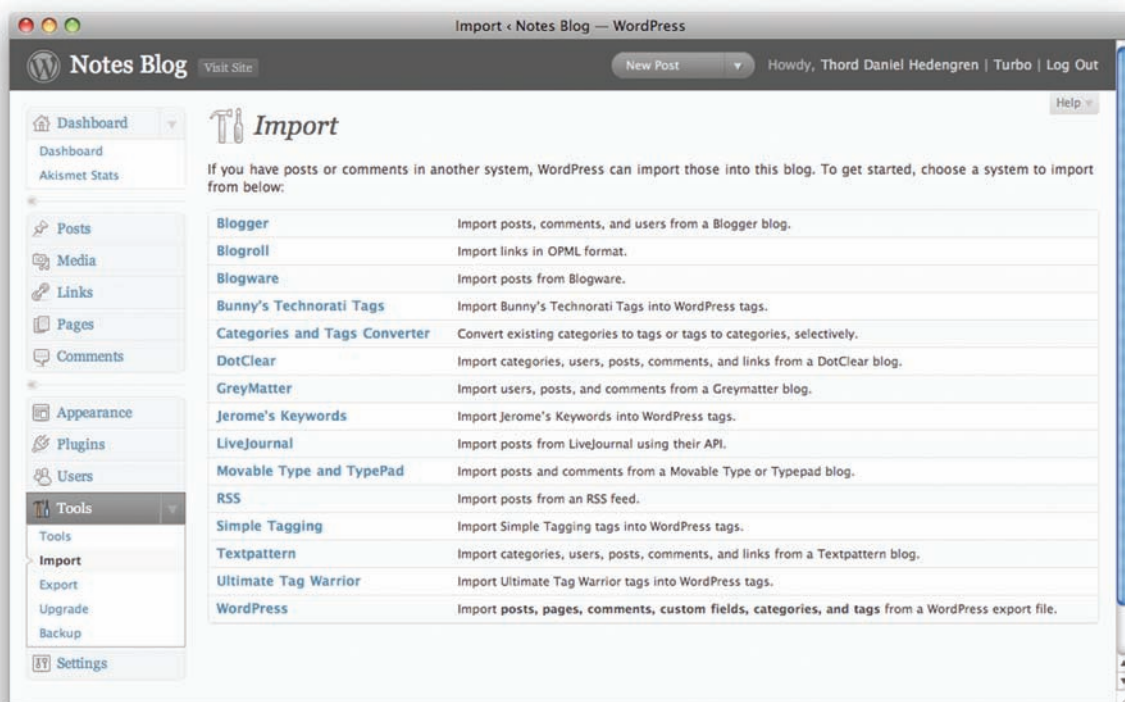 Import ‹ Notes Blog — WordPress
Notes Blog Visit Site New Post Howdy, Thord Daniel Hedengren | Turbo | Log Out
Help
Dashboard
Dashboard
Akismet Stats
Posts
Media
Links
Pages
Comments
Appearance
Plugins
Users
Tools
Tools
Import
Export
Upgrade
Backup
Settings
Import
If you have posts or comments in another system, WordPress can import those into this blog. To get started, choose a system to import
from below:
Blogger Import posts, comments, and users from a Blogger blog.
Blogroll Import links in OPML format.
Blogware Import posts from Blogware.
Bunny's Technorati Tags Import Bunny's Technorati Tags into WordPress tags.
Categories and Tags Converter Convert existing categories to tags or tags to categories, selectively.
DotClear Import categories, users, posts, comments, and links from a DotClear blog.
GreyMatter Import users, posts, and comments from a Greymatter blog.
Jerome's Keywords Import Jerome's Keywords into WordPress tags.
LiveJournal Import posts from LiveJournal using their API.
Movable Type and TypePad Import posts and comments from a Movable Type or Typepad blog.
RSS Import posts from an RSS feed.
Simple Tagging Import Simple Tagging tags into WordPress tags.
Textpattern Import categories, users, posts, comments, and links from a Textpattern blog.
Ultimate Tag Warrior Import Ultimate Tag Warrior tags into WordPress tags.
WordPress Import posts, pages, comments, custom fields, categories, and tags from a WordPress export file.